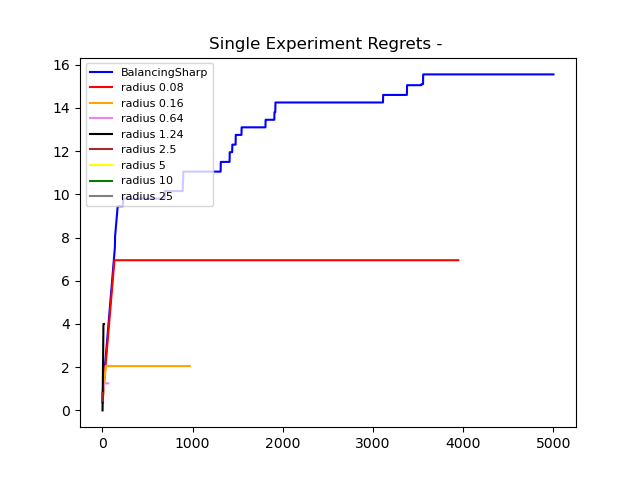 Single Experiment Regrets -
BalancingSharp
radius 0.08
radius 0.16
radius 0.64
radius 1.24
radius 2.5
radius 5
radius 10
radius 25
16
14
12
10
8
6
4
2
0
0 1000 2000 3000 4000 5000